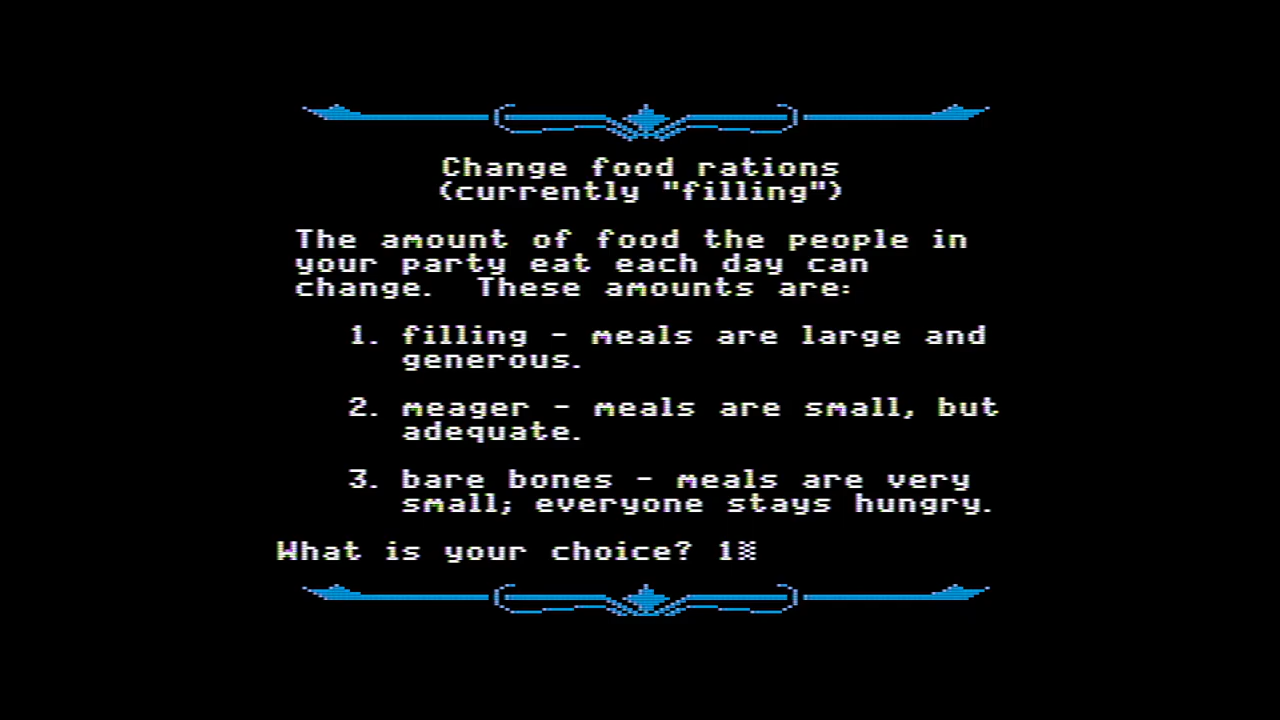 Change food rations
(currently "filling")
The amount of food the people in
your party eat each day can
change.  These amounts are:
1. filling - meals are large and
generous.
2. meager - meals are small, but
adequate.
3. bare bones - meals are very
small; everyone stays hungry.
What is your choice? 1